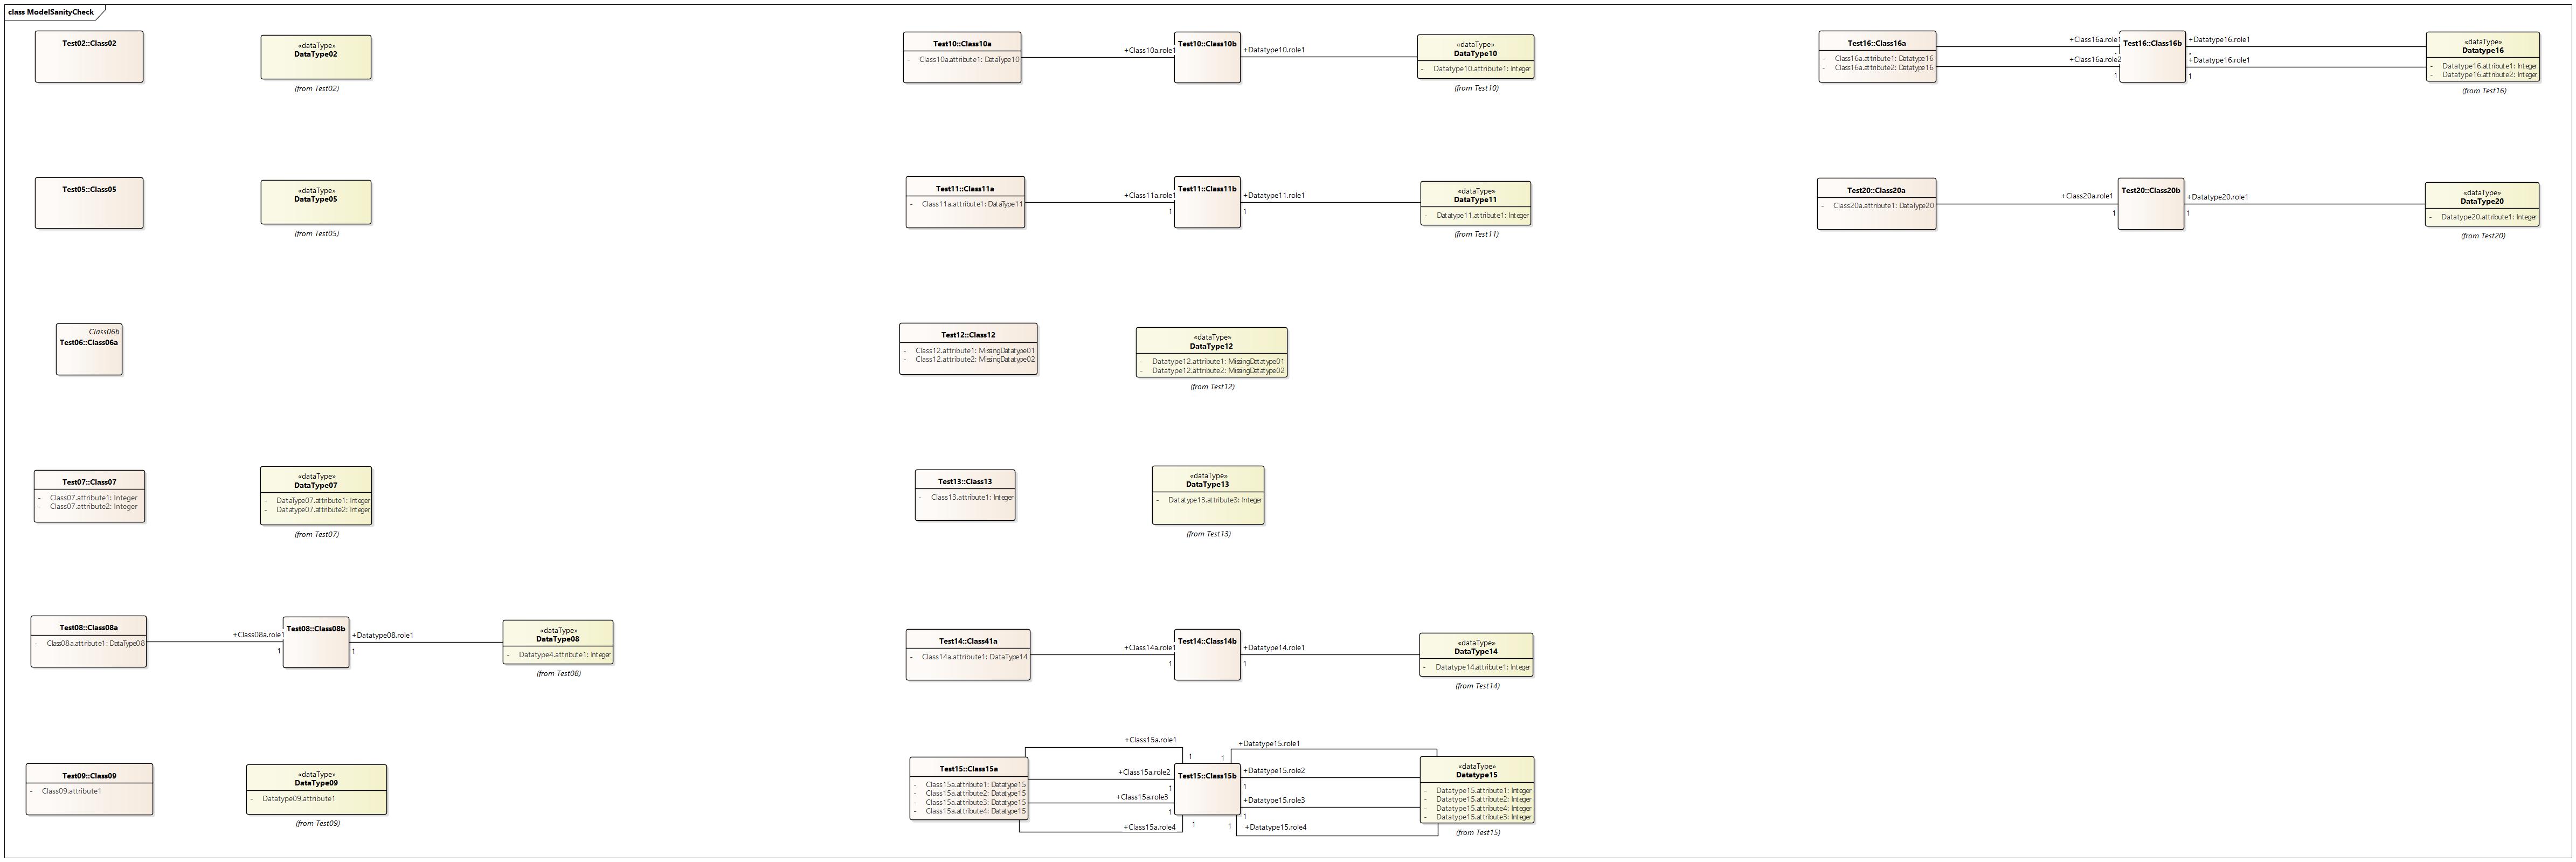 class ModelSanityCheck
Test02::Class02
«dataType»
DataType02
(from Test02)
Test05::Class05
«dataType»
DataType05
(from Test05)
Class06b
Test06::Class06a
Test07::Class07
- Class07.attribute1: Integer
- Class07.attribute2: Integer
«dataType»
DataType07
- DataType07.attribute1: Integer
- Datatype07.attribute2: Integer
(from Test07)
Test08::Class08a
- Class08a.attribute1: DataType08
+Class08a.role1
1
Test08::Class08b
+Datatype08.role1
1
«dataType»
DataType08
- Datatype4.attribute1: Integer
(from Test08)
Test09::Class09
- Class09.attribute1
«dataType»
DataType09
- Datatype09.attribute1
(from Test09)
Test10::Class10a
- Class10a.attribute1: DataType10
+Class10a.role1
Test10::Class10b
+Datatype10.role1
«dataType»
DataType10
- Datatype10.attribute1: Integer
(from Test10)
Test11::Class11a
- Class11a.attribute1: DataType11
+Class11a.role1
1
Test11::Class11b
+Datatype11.role1
1
«dataType»
DataType11
- Datatype11.attribute1: Integer
(from Test11)
Test12::Class12
- Class12.attribute1: MissingDatatype01
- Class12.attribute2: MissingDatatype02
«dataType»
DataType12
- Datatype12.attribute1: MissingDatatype01
- Datatype12.attribute2: MissingDatatype02
(from Test12)
Test13::Class13
- Class13.attribute1: Integer
«dataType»
DataType13
- Datatype13.attribute3: Integer
(from Test13)
Test14::Class41a
- Class14a.attribute1: DataType14
+Class14a.role1
1
Test14::Class14b
+Datatype14.role1
1
«dataType»
DataType14
- Datatype14.attribute1: Integer
(from Test14)
Test15::Class15a
- Class15a.attribute1: Datatype15
- Class15a.attribute2: Datatype15
- Class15a.attribute3: Datatype15
- Class15a.attribute4: Datatype15
+Class15a.role1
1
+Class15a.role2
1
+Class15a.role3
1
+Class15a.role4
1
Test15::Class15b
+Datatype15.role1
1
+Datatype15.role2
1
+Datatype15.role3
1
+Datatype15.role4
1
«dataType»
Datatype15
- Datatype15.attribute1: Integer
- Datatype15.attribute2: Integer
- Datatype15.attribute4: Integer
- Datatype15.attribute3: Integer
(from Test15)
Test16::Class16a
- Class16a.attribute1: Datatype16
- Class16a.attribute2: Datatype16
+Class16a.role1
+Class16a.role2
1
Test16::Class16b
+Datatype16.role1
+Datatype16.role1
1
«dataType»
Datatype16
- Datatype16.attribute1: Integer
- Datatype16.attribute2: Integer
(from Test16)
Test20::Class20a
- Class20a.attribute1: DataType20
+Class20a.role1
1
Test20::Class20b
+Datatype20.role1
1
«dataType»
DataType20
- Datatype20.attribute1: Integer
(from Test20)